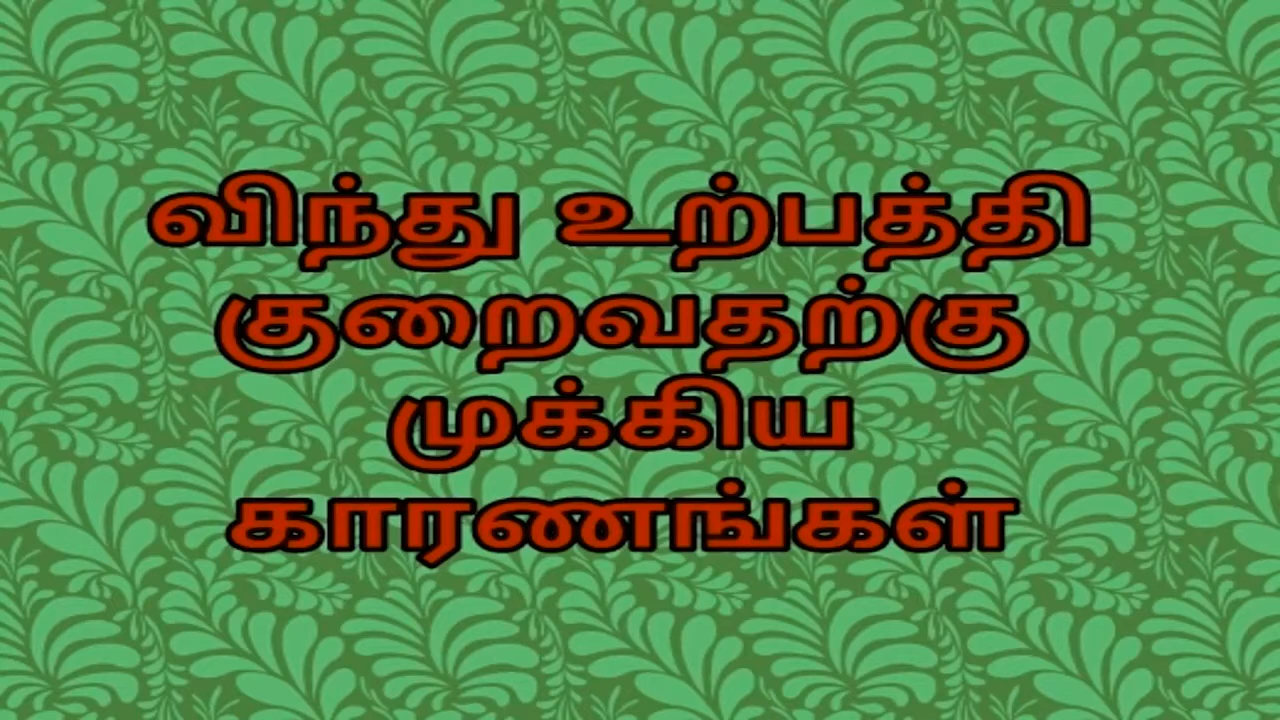 விந்து உற்பத்தி
குறைவதற்கு
முக்கிய
காரணங்கள்